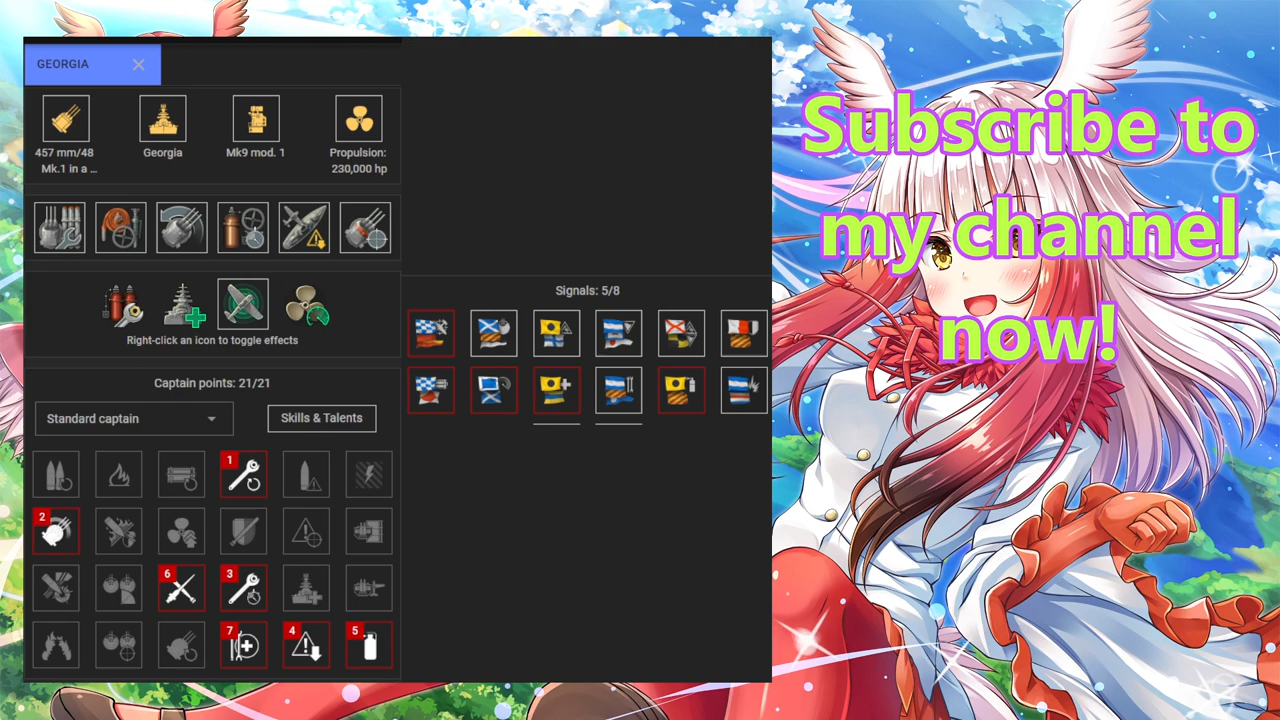 GEORGIA
457 mm/48
Mk.1 in a ...
Georgia
Mk9 mod. 1
Propulsion:
230,000 hp
Right-click an icon to toggle effects
Captain points: 21/21
Standard captain
Skills & Talents
1
2
6
3
7
4
5
Signals: 5/8
Subscribe to
my channel
now!